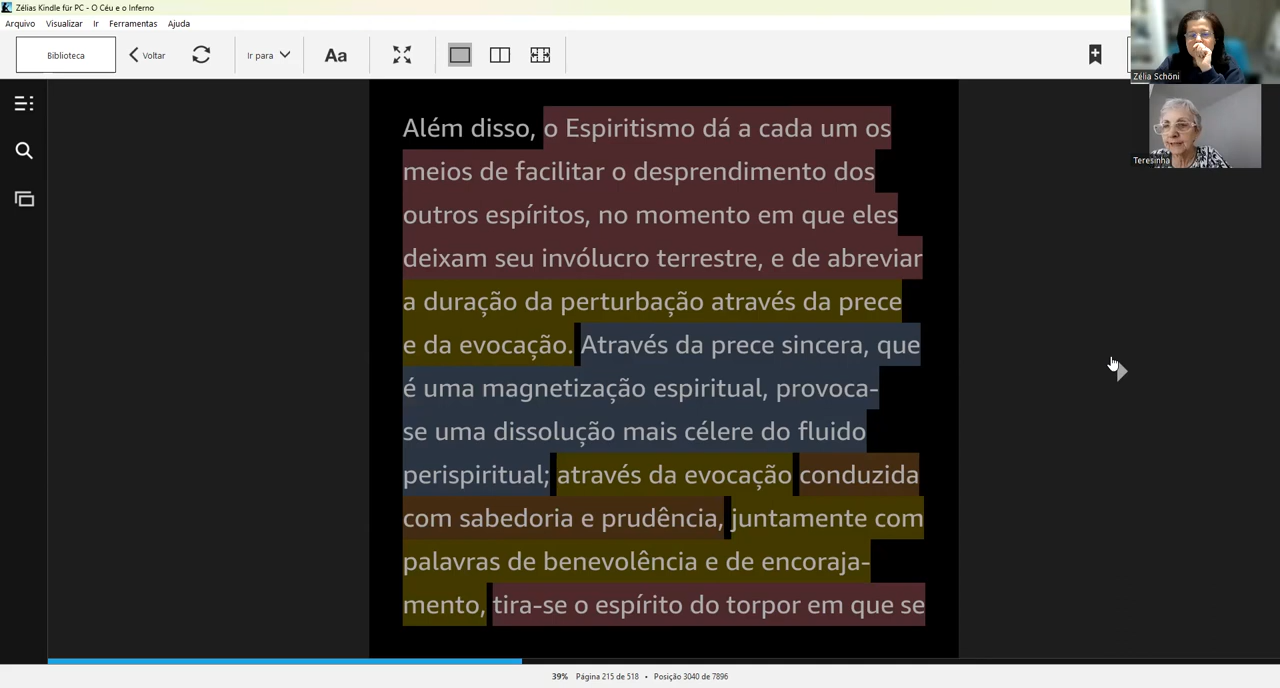 Zélias Kindle für PC - O Céu e o Inferno
Arquivo Visualizar Ir Ferramentas Ajuda
Biblioteca Voltar Ir para Aa
Zélia Schöni
Teresinha
Além disso, o Espiritismo dá a cada um os
meios de facilitar o desprendimento dos
outros espíritos, no momento em que eles
deixam seu invólucro terrestre, e de abreviar
a duração da perturbação através da prece
e da evocação. Através da prece sincera, que
é uma magnetização espiritual, provoca-
se uma dissolução mais célere do fluido
perispiritual; através da evocação conduzida
com sabedoria e prudência, juntamente com
palavras de benevolência e de encoraja-
mento, tira-se o espírito do torpor em que se
39% Página 215 de 518 • Posição 3040 de 7896